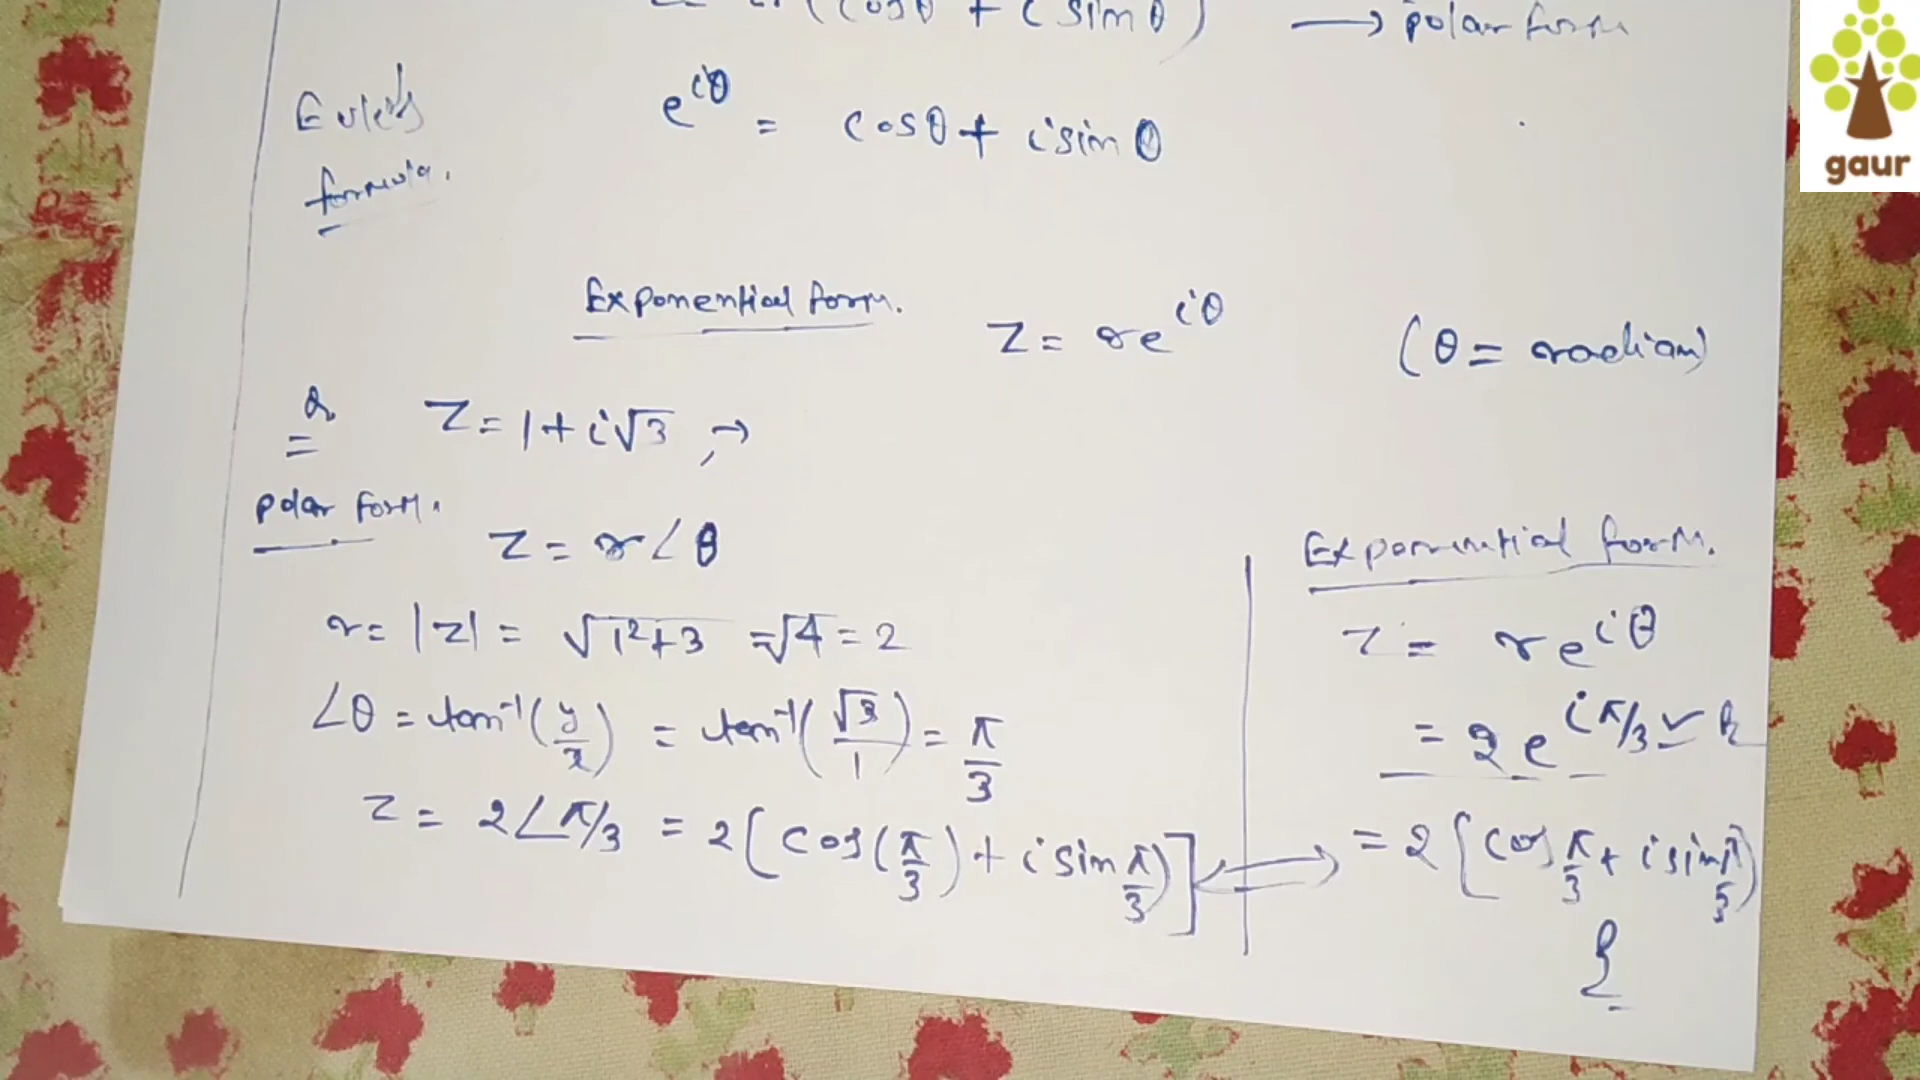 (cosθ + i sinθ) → polar form
Euler's
formula.
e^{iθ} = cosθ + isinθ
gaur
Exponential form. Z = re^{iθ} (θ = radian)
Q Z = 1 + i√3, →
polar form.
Z = r∠θ
r = |z| = √1²+3 = √4 = 2
∠θ = tan⁻¹(y/x) = tan⁻¹(√3/1) = π/3
Z = 2∠π/3 = 2[cos(π/3) + i sin π/3)]
Exponential form.
Z = re^{iθ}
= 2e^{iπ/3}
= 2[cos π/3 + i sin π/3)